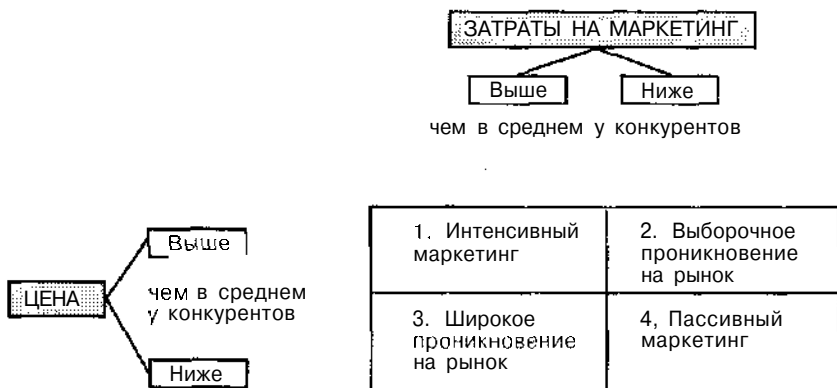 ЗАТРАТЫ НА МАРКЕТИНГ
Выше
Ниже
чем в среднем у конкурентов
1. Интенсивный
маркетинг
2. Выборочное
проникновение
на рынок
Выше
ЦЕНА
чем в среднем
у конкурентов
3. Широкое
проникновение
на рынок
4, Пассивный
маркетинг
Ниже